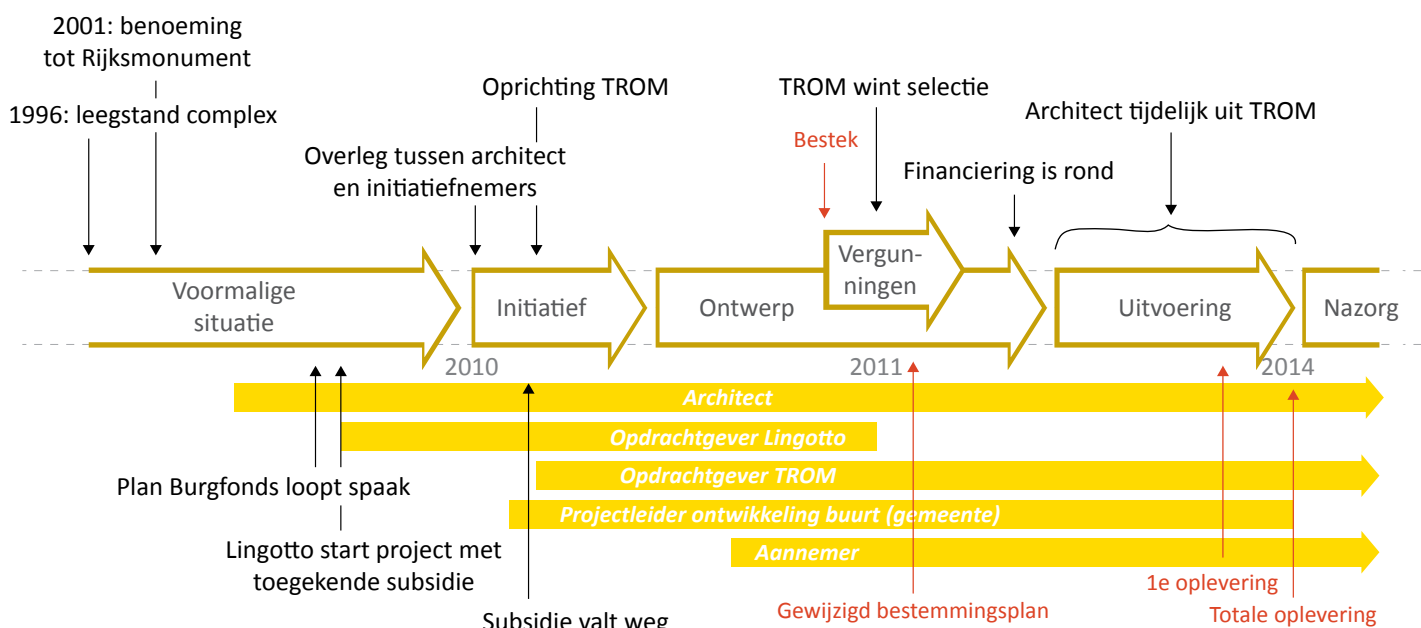 2001: benoeming
tot Rijksmonument
1996: leegstand complex
Oprichting TROM
Overleg tussen architect
en initiatiefnemers
TROM wint selectie
Bestek
Financiering is rond
Architect tijdelijk uit TROM
Voormalige
situatie
Initiatief
Ontwerp
Vergun-
ningen
Uitvoering
Nazorg
2010
2011
2014
Architect
Opdrachtgever Lingotto
Opdrachtgever TROM
Projectleider ontwikkeling buurt (gemeente)
Aannemer
Plan Burgfonds loopt spaak
Lingotto start project met
toegekende subsidie
Subsidie valt weg
Gewijzigd bestemmingsplan
1e oplevering
Totale oplevering